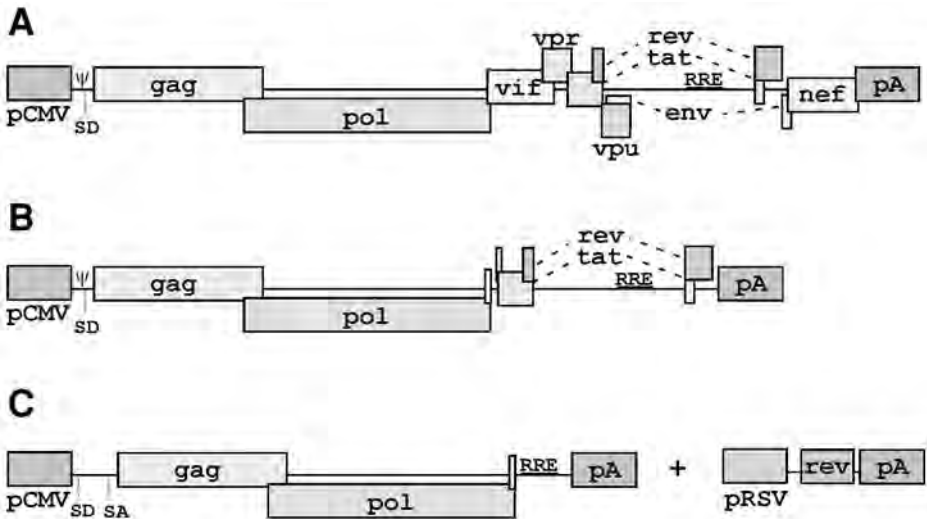 A
vpr
rev
tat
Ψ
gag
vif
RRE
nef
pA
pCMV
SD
pol
env
vpu
B
rev
tat
Ψ
gag
RRE
pA
pCMV
SD
pol
C
gag
RRE
pA
+
rev
pA
pCMV
SD SA
pol
pRSV